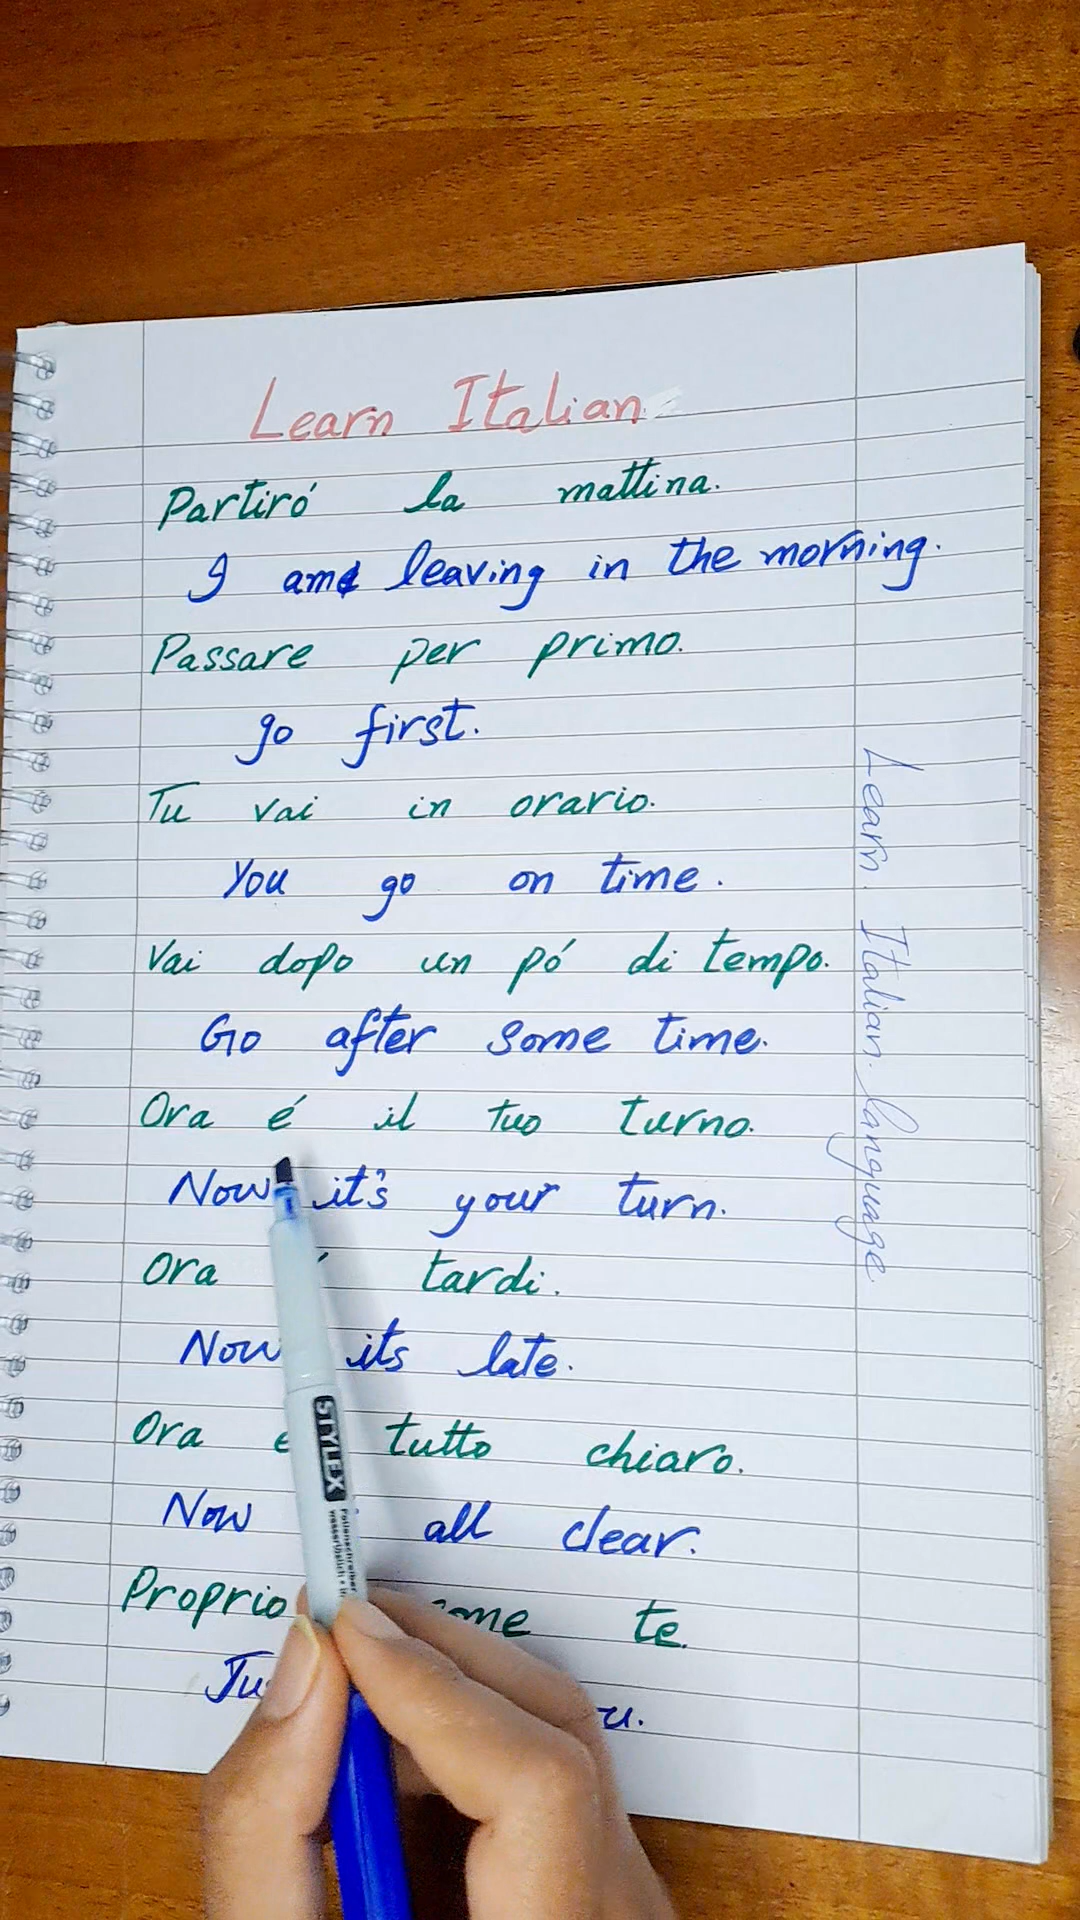 Learn Italian
Partiró la mattina.
I am leaving in the morning.
Passare per primo.
go first.
Tu vai in orario.
You go on time.
Vai dopo un pó di tempo.
Go after some time.
Ora é il tuo turno.
Now it's your turn.
Ora tardi.
Now its late.
Ora tutto chiaro.
Now all clear.
Proprio te.
Learn Italian language
STYLEX